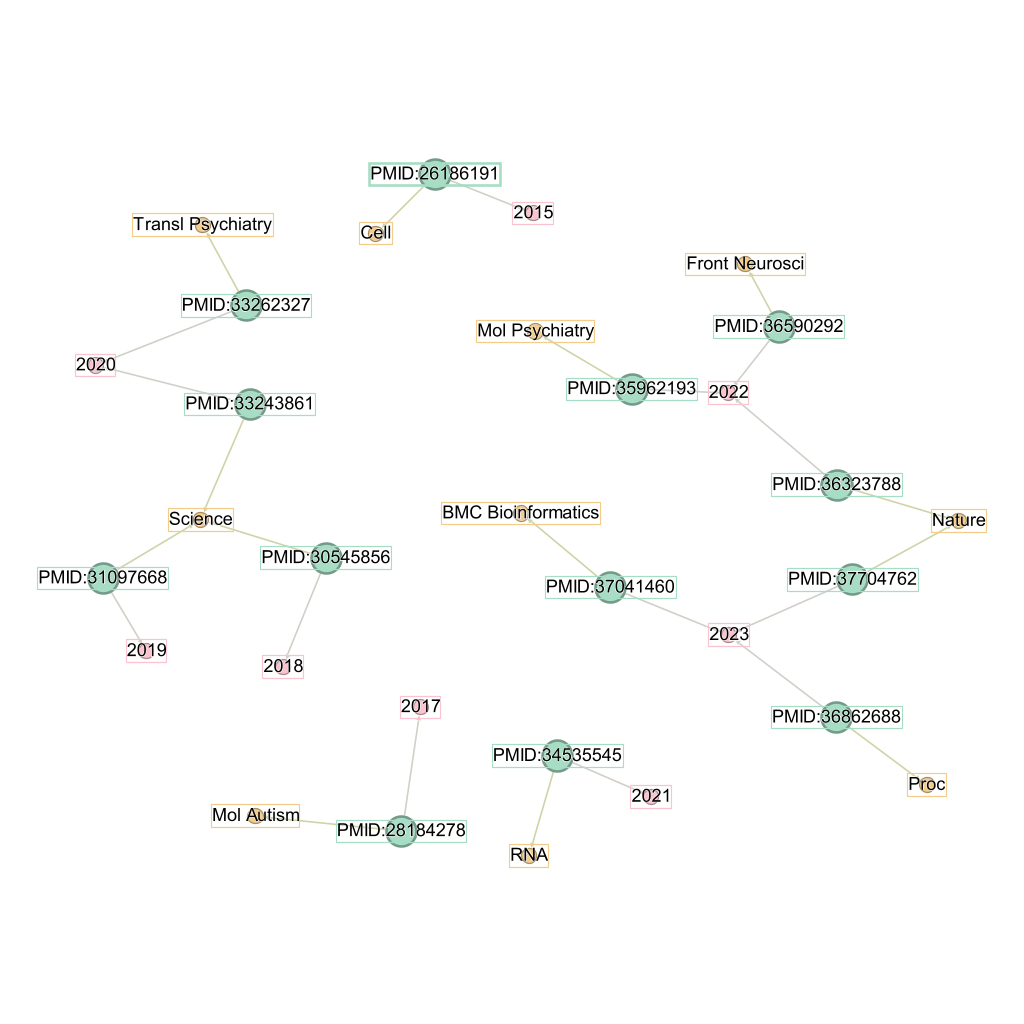 PMID:26186191
2015
Transl Psychiatry
Cell
Front Neurosci
PMID:33262327
PMID:36590292
Mol Psychiatry
2020
PMID:35962193
2022
PMID:33243861
PMID:36323788
BMC Bioinformatics
Science
Nature
PMID:30545856
PMID:31097668
PMID:37704762
PMID:37041460
2023
2019
2018
2017
PMID:36862688
PMID:34535545
Proc
2021
Mol Autism
PMID:28184278
RNA